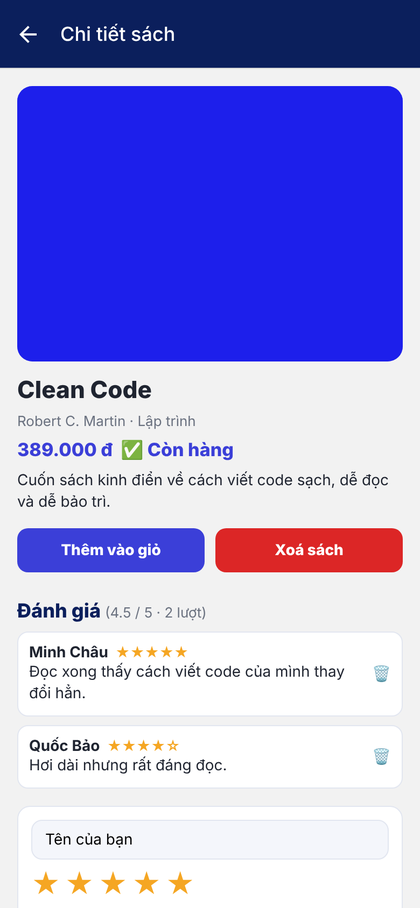 Chi tiết sách
Clean Code
Robert C. Martin · Lập trình
389.000 đ ✅ Còn hàng
Cuốn sách kinh điển về cách viết code sạch, dễ đọc
và dễ bảo trì.
Thêm vào giỏ
Xoá sách
Đánh giá (4.5 / 5 · 2 lượt)
Minh Châu ★★★★★
Đọc xong thấy cách viết code của mình thay
đổi hẳn.
Quốc Bảo ★★★★☆
Hơi dài nhưng rất đáng đọc.
Tên của bạn
★★★★★